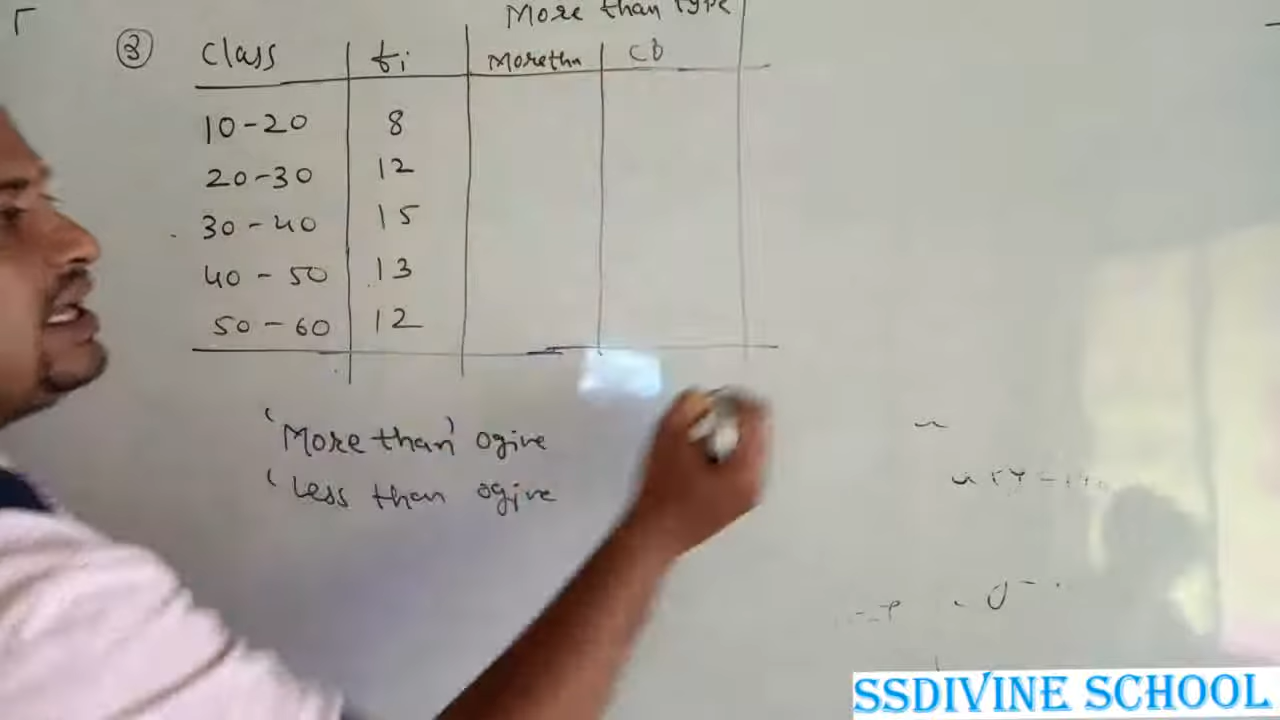 More than type
③ Class fi Morethn CD
10-20 8
20-30 12
30-40 15
40-50 13
50-60 12
'More than' ogive
'Less than ogive
SSDIVINE SCHOOL